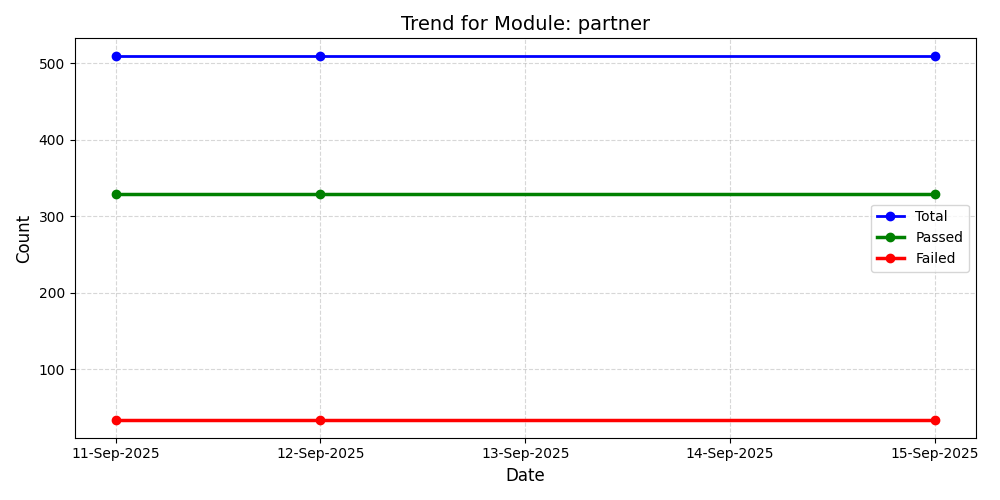 Trend for Module: partner
Count
500
400
300
200
100
Total
Passed
Failed
11-Sep-2025 12-Sep-2025 13-Sep-2025 14-Sep-2025 15-Sep-2025
Date